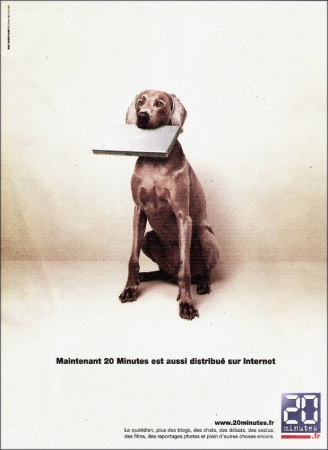 Maintenant 20 Minutes est aussi distribué sur Internet
www.20minutes.fr
Le quotidien, plus des blogs, des chats, des débats, des exclus,
des films, des reportages photos et plein d'autres choses encore.
20
minutes
.fr